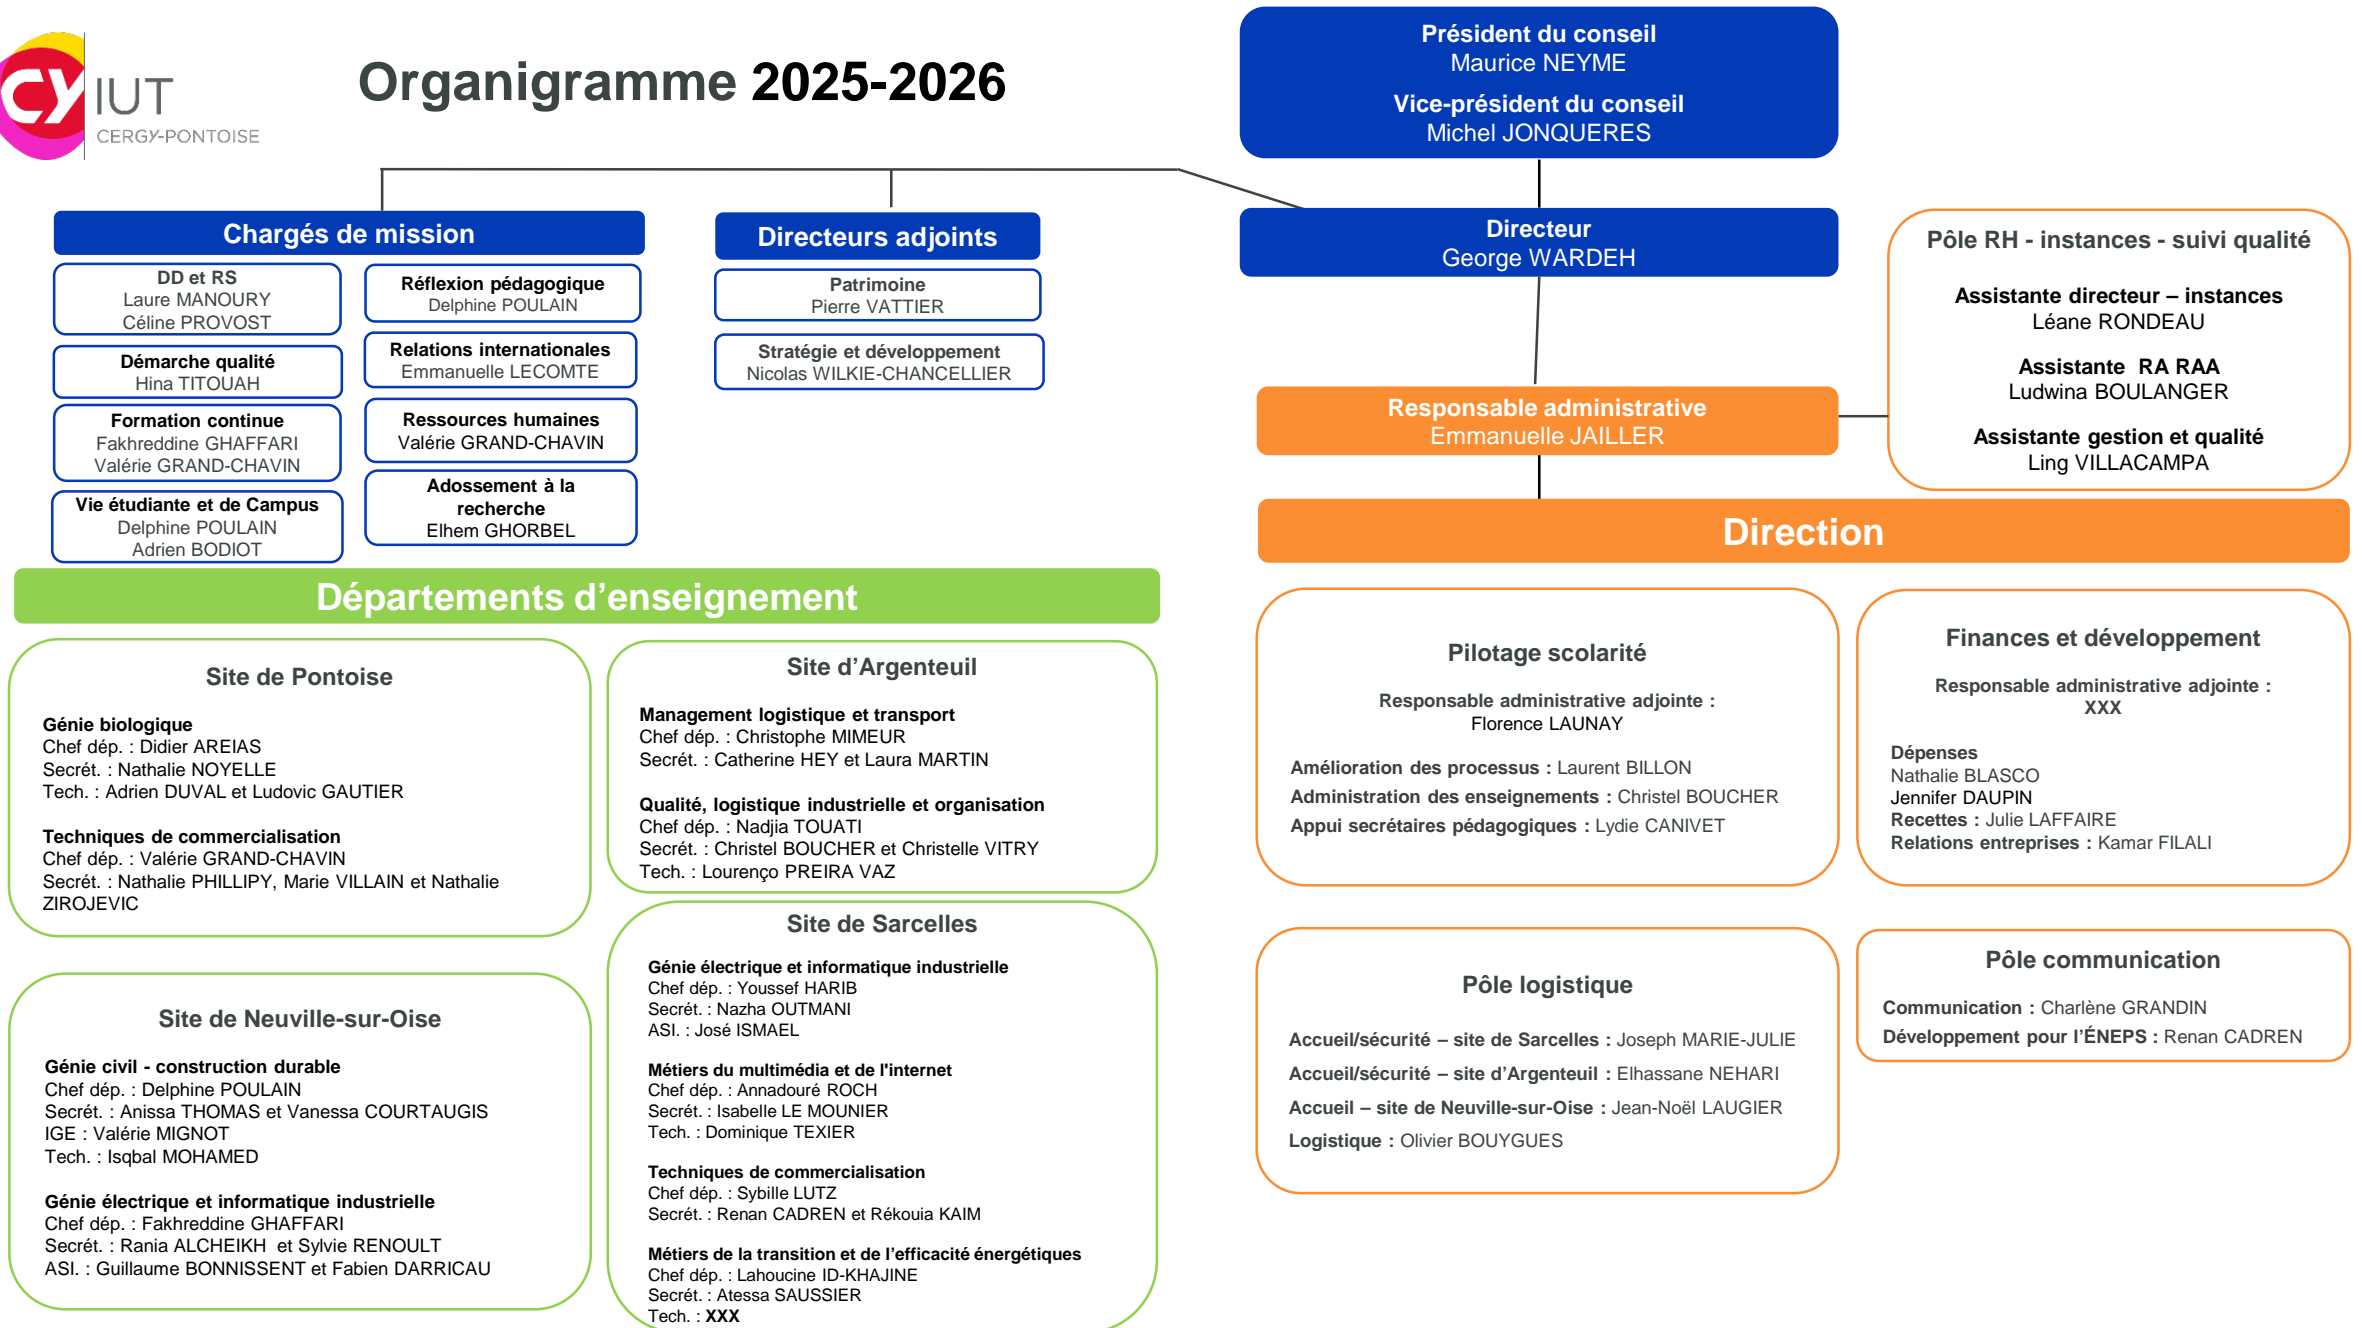 CY
IUT
CERGY-PONTOISE
Organigramme 2025-2026
Président du conseil
Maurice NEYME
Vice-président du conseil
Michel JONQUERES
Directeur
George WARDEH
Chargés de mission
DD et RS
Laure MANOURY
Céline PROVOST
Démarche qualité
Hina TITOUAH
Formation continue
Fakhreddine GHAFFARI
Valérie GRAND-CHAVIN
Vie étudiante et de Campus
Delphine POULAIN
Adrien BODIOT
Réflexion pédagogique
Delphine POULAIN
Relations internationales
Emmanuelle LECOMTE
Ressources humaines
Valérie GRAND-CHAVIN
Adossement à la
recherche
Elhem GHORBEL
Directeurs adjoints
Patrimoine
Pierre VATTIER
Stratégie et développement
Nicolas WILKIE-CHANCELLIER
Responsable administrative
Emmanuelle JAILLER
Pôle RH - instances - suivi qualité
Assistante directeur – instances
Léane RONDEAU
Assistante  RA RAA
Ludwina BOULANGER
Assistante gestion et qualité
Ling VILLACAMPA
Départements d’enseignement
Site de Pontoise
Génie biologique
Chef dép. : Didier AREIAS
Secrét. : Nathalie NOYELLE
Tech. : Adrien DUVAL et Ludovic GAUTIER
Techniques de commercialisation
Chef dép. : Valérie GRAND-CHAVIN
Secrét. : Nathalie PHILLIPY, Marie VILLAIN et Nathalie
ZIROJEVIC
Site de Neuville-sur-Oise
Génie civil - construction durable
Chef dép. : Delphine POULAIN
Secrét. : Anissa THOMAS et Vanessa COURTAUGIS
IGE : Valérie MIGNOT
Tech. : Isqbal MOHAMED
Génie électrique et informatique industrielle
Chef dép. : Fakhreddine GHAFFARI
Secrét. : Rania ALCHEIKH  et Sylvie RENOULT
ASI. : Guillaume BONNISSENT et Fabien DARRICAU
Site d’Argenteuil
Management logistique et transport
Chef dép. : Christophe MIMEUR
Secrét. : Catherine HEY et Laura MARTIN
Qualité, logistique industrielle et organisation
Chef dép. : Nadjia TOUATI
Secrét. : Christel BOUCHER et Christelle VITRY
Tech. : Lourenço PREIRA VAZ
Site de Sarcelles
Génie électrique et informatique industrielle
Chef dép. : Youssef HARIB
Secrét. : Nazha OUTMANI
ASI. : José ISMAEL
Métiers du multimédia et de l'internet
Chef dép. : Annadouré ROCH
Secrét. : Isabelle LE MOUNIER
Tech. : Dominique TEXIER
Techniques de commercialisation
Chef dép. : Sybille LUTZ
Secrét. : Renan CADREN et Rékouia KAIM
Métiers de la transition et de l’efficacité énergétiques
Chef dép. : Lahoucine ID-KHAJINE
Secrét. : Atessa SAUSSIER
Tech. : XXX
Direction
Pilotage scolarité
Responsable administrative adjointe :
Florence LAUNAY
Amélioration des processus : Laurent BILLON
Administration des enseignements : Christel BOUCHER
Appui secrétaires pédagogiques : Lydie CANIVET
Finances et développement
Responsable administrative adjointe :
XXX
Dépenses
Nathalie BLASCO
Jennifer DAUPIN
Recettes : Julie LAFFAIRE
Relations entreprises : Kamar FILALI
Pôle logistique
Accueil/sécurité – site de Sarcelles : Joseph MARIE-JULIE
Accueil/sécurité – site d’Argenteuil : Elhassane NEHARI
Accueil – site de Neuville-sur-Oise : Jean-Noël LAUGIER
Logistique : Olivier BOUYGUES
Pôle communication
Communication : Charlène GRANDIN
Développement pour l’ÉNEPS : Renan CADREN